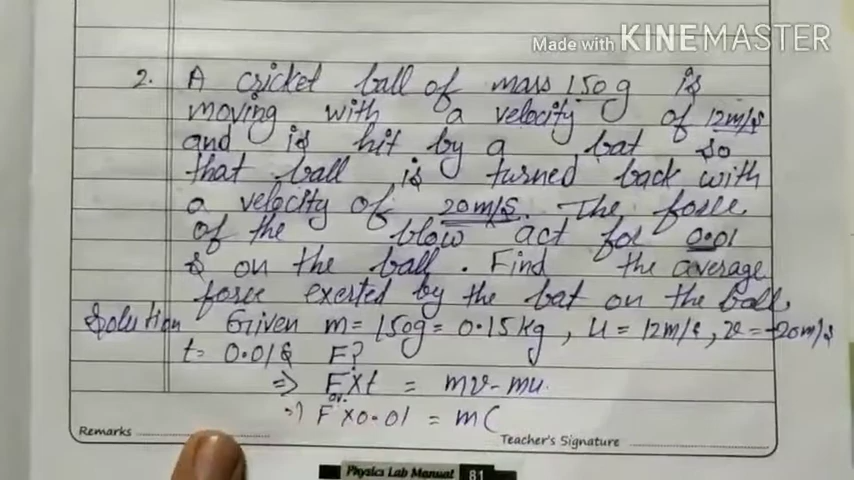 Made with KINEMASTER
2. A cricket ball of mass 150g is
moving with a velocity of 12m/s
and is hit by a bat so
that ball is turned back with
a velocity of 20m/s. The force
of the blow act for 0.01
s on the ball. Find the average
force exerted by the bat on the ball.
Solution Given m = 150g = 0.15kg, u = 12m/s, v = -20m/s
t = 0.01s F?
⇒ F×t = mv - mu.
or
⇒ F×0.01 = m(
Remarks
Teacher's Signature
Physics Lab Manual 81